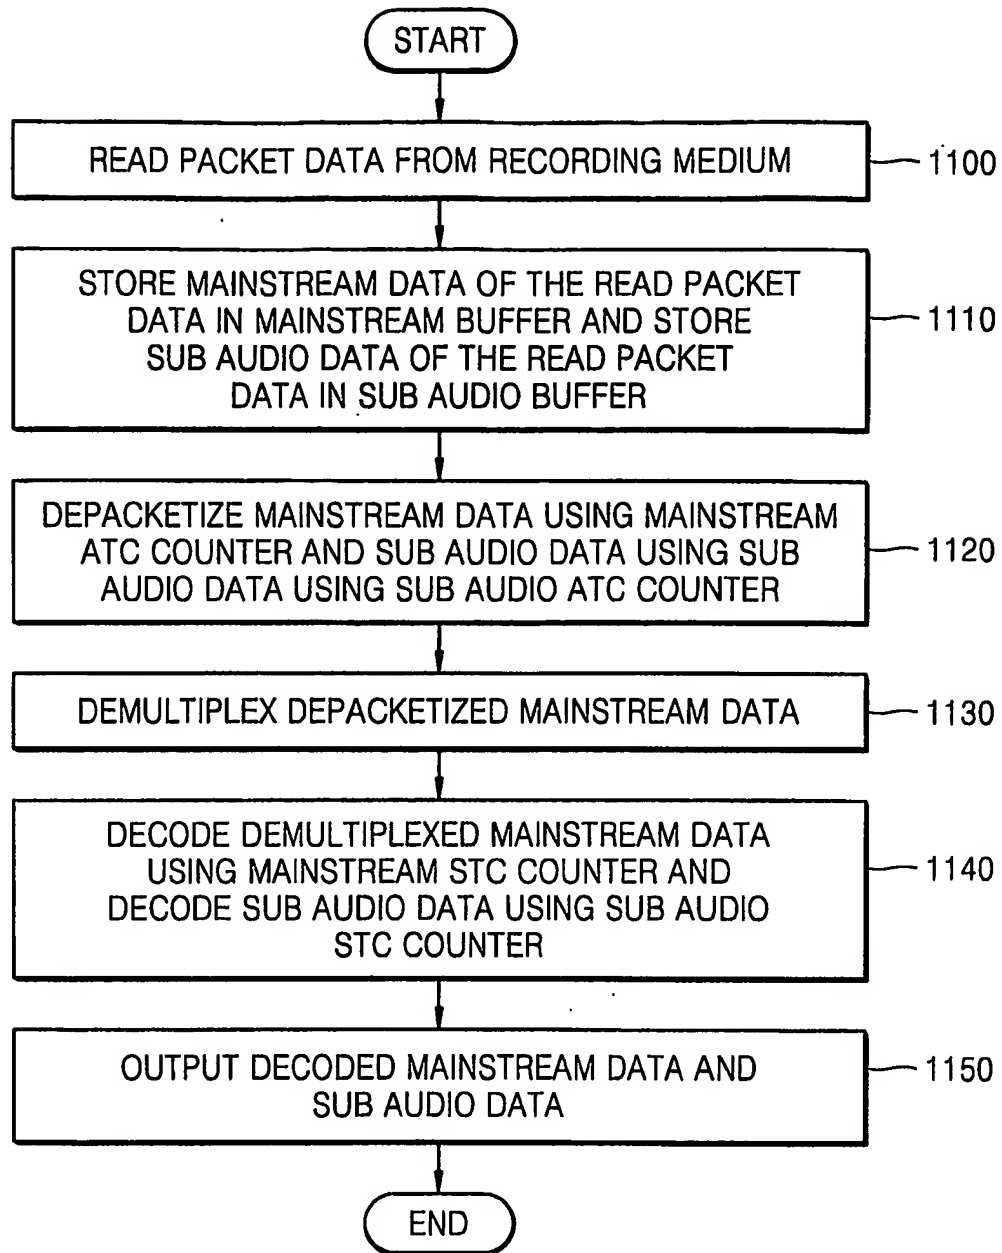 START
READ PACKET DATA FROM RECORDING MEDIUM
1100
STORE MAINSTREAM DATA OF THE READ PACKET
DATA IN MAINSTREAM BUFFER AND STORE
SUB AUDIO DATA OF THE READ PACKET
DATA IN SUB AUDIO BUFFER
1110
DEPACKETIZE MAINSTREAM DATA USING MAINSTREAM
ATC COUNTER AND SUB AUDIO DATA USING SUB
AUDIO DATA USING SUB AUDIO ATC COUNTER
1120
DEMULTIPLEX DEPACKETIZED MAINSTREAM DATA
1130
DECODE DEMULTIPLEXED MAINSTREAM DATA
USING MAINSTREAM STC COUNTER AND
DECODE SUB AUDIO DATA USING SUB AUDIO
STC COUNTER
1140
OUTPUT DECODED MAINSTREAM DATA AND
SUB AUDIO DATA
1150
END